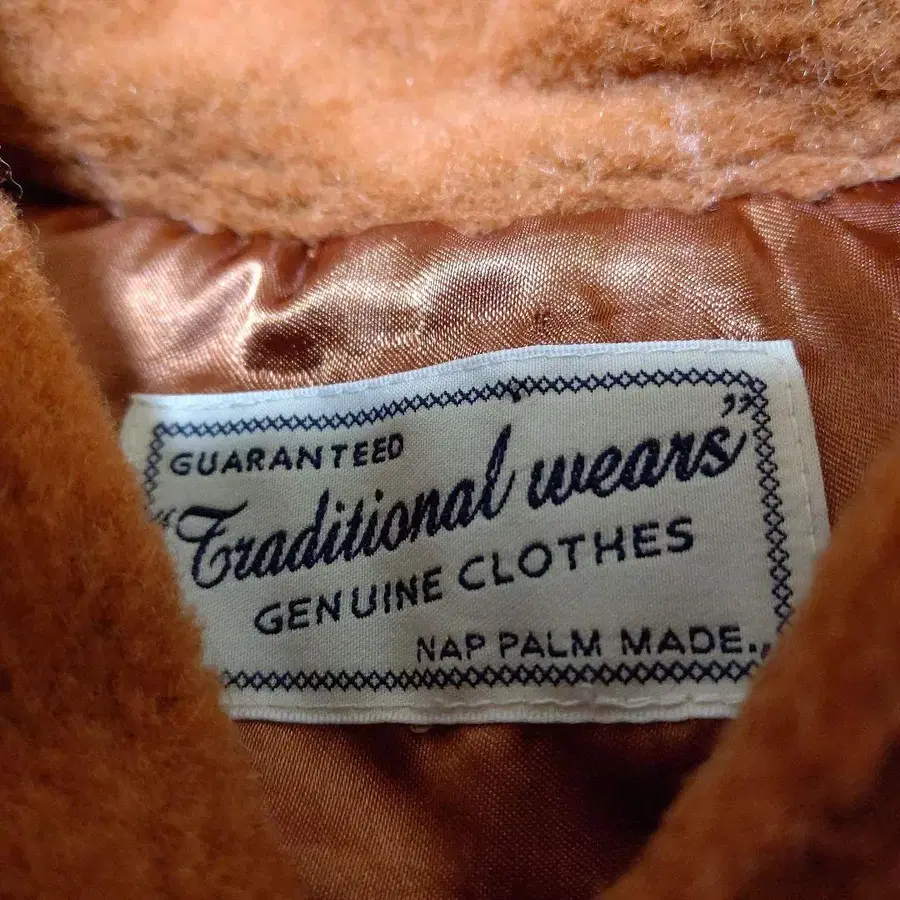 GUARANTEED
"Traditional wears"
GENUINE CLOTHES
NAP PALM MADE.,